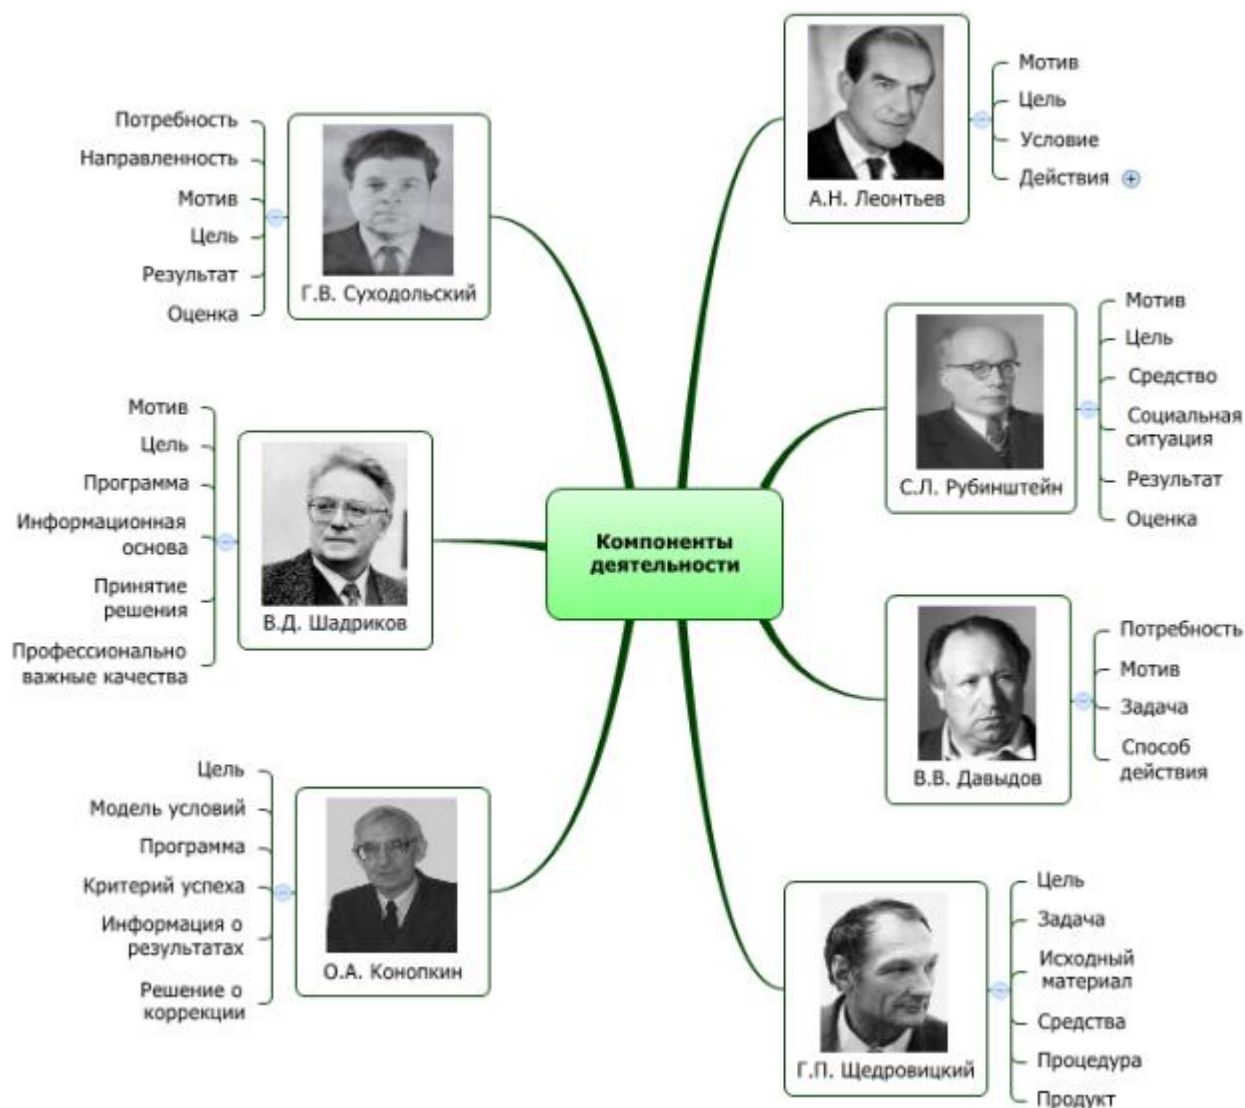 Компоненты
деятельности
А.Н. Леонтьев
Мотив
Цель
Условие
Действия
С.Л. Рубинштейн
Мотив
Цель
Средство
Социальная
ситуация
Результат
Оценка
В.В. Давыдов
Потребность
Мотив
Задача
Способ
действия
Г.П. Щедровицкий
Цель
Задача
Исходный
материал
Средства
Процедура
Продукт
Г.В. Суходольский
Потребность
Направленность
Мотив
Цель
Результат
Оценка
В.Д. Шадриков
Мотив
Цель
Программа
Информационная
основа
Принятие
решения
Профессионально
важные качества
О.А. Конопкин
Цель
Модель условий
Программа
Критерий успеха
Информация о
результатах
Решение о
коррекции